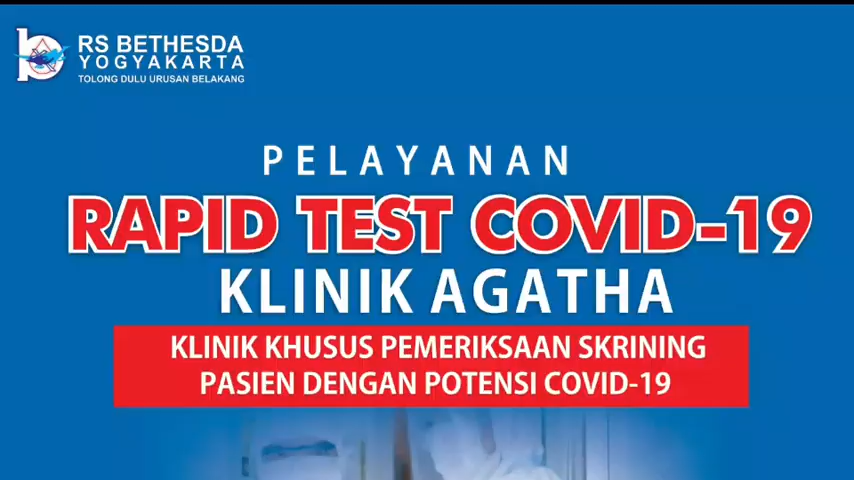 RS BETHESDA
YOGYAKARTA
TOLONG DULU URUSAN BELAKANG
PELAYANAN
RAPID TEST COVID-19
KLINIK AGATHA
KLINIK KHUSUS PEMERIKSAAN SKRINING
PASIEN DENGAN POTENSI COVID-19